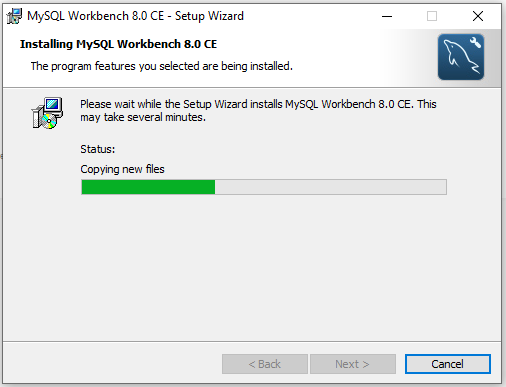 MySQL Workbench 8.0 CE - Setup Wizard
Installing MySQL Workbench 8.0 CE
The program features you selected are being installed.
Please wait while the Setup Wizard installs MySQL Workbench 8.0 CE. This
may take several minutes.
Status:
Copying new files
< Back Next > Cancel